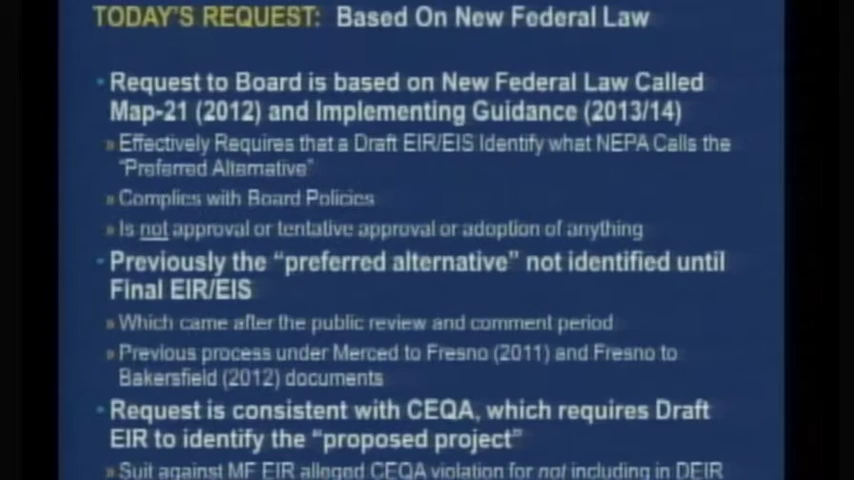 TODAY'S REQUEST: Based On New Federal Law
• Request to Board is based on New Federal Law Called
Map-21 (2012) and Implementing Guidance (2013/14)
» Effectively Requires that a Draft EIR/EIS Identify what NEPA Calls the
"Preferred Alternative"
» Complies with Board Policies
» Is not approval or tentative approval or adoption of anything
• Previously the "preferred alternative" not identified until
Final EIR/EIS
» Which came after the public review and comment period
» Previous process under Merced to Fresno (2011) and Fresno to
Bakersfield (2012) documents
• Request is consistent with CEQA, which requires Draft
EIR to identify the "proposed project"
» Suit against MF EIR alleged CEQA violation for not including in DEIR